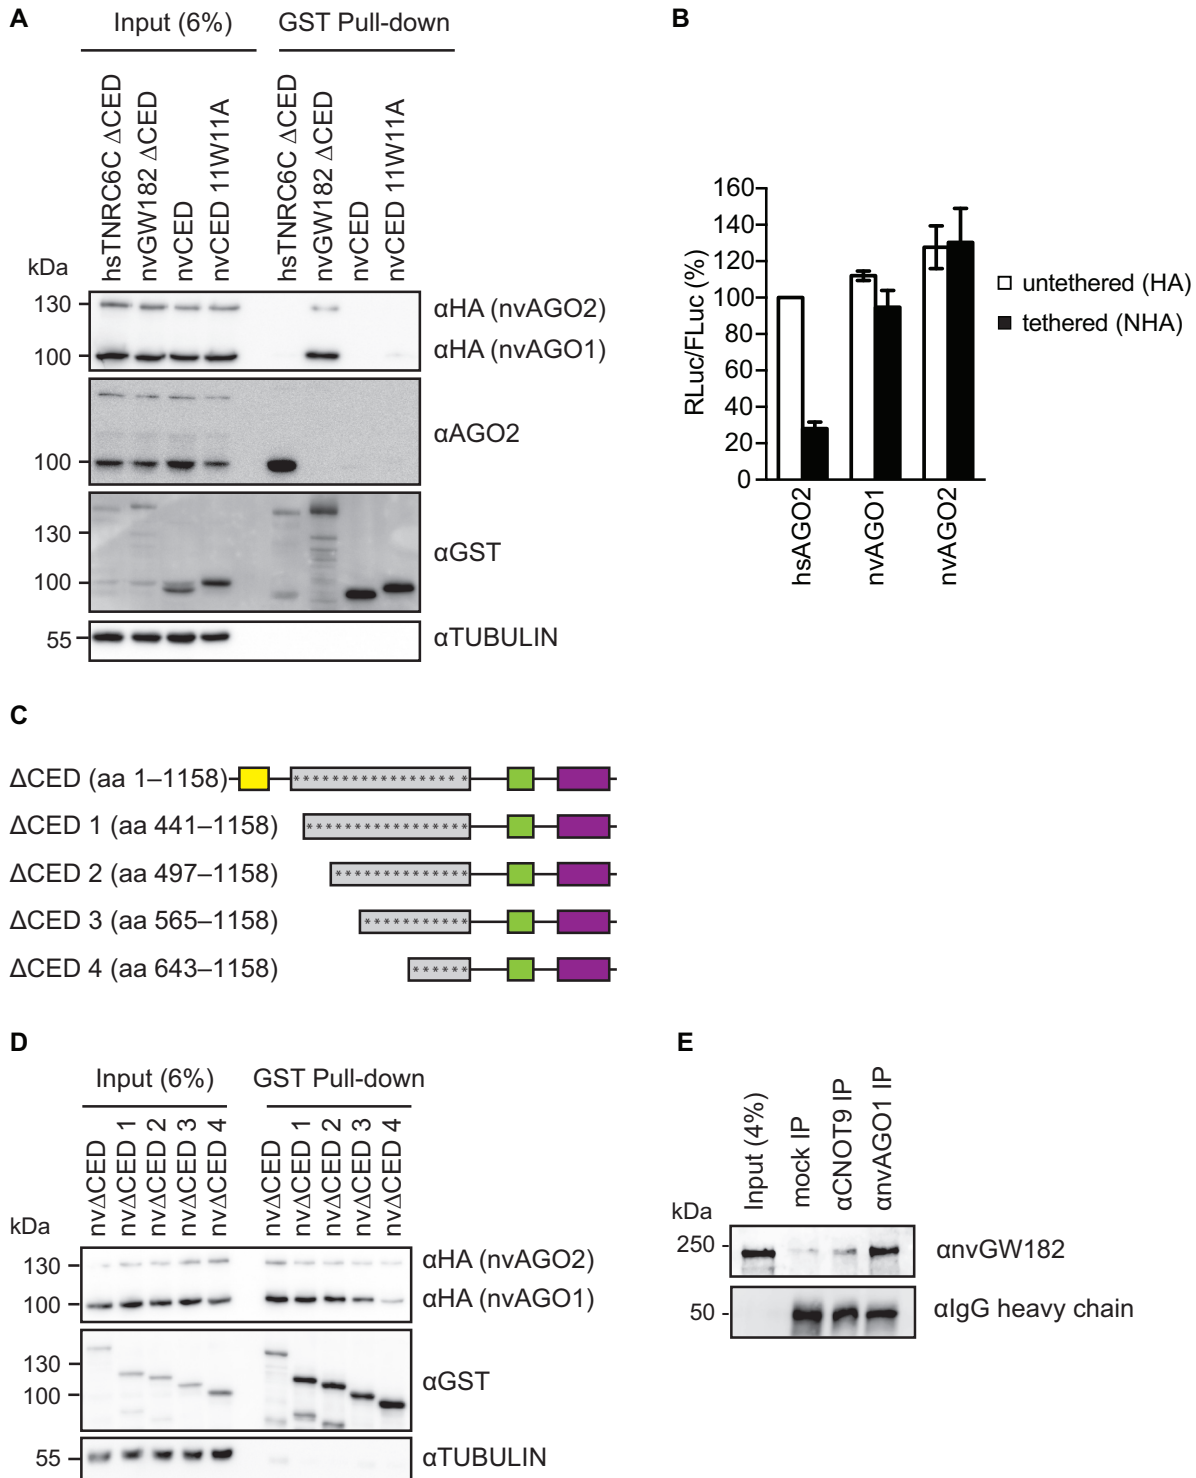 A
Input (6%)
GST Pull-down
hsTNRC6C ΔCED
nvGW182 ΔCED
nvCED
nvCED 11W11A
hsTNRC6C ΔCED
nvGW182 ΔCED
nvCED
nvCED 11W11A
kDa
130
αHA (nvAGO2)
100
αHA (nvAGO1)
100
αAGO2
130
100
αGST
55
αTUBULIN
B
RLuc/FLuc (%)
160
140
120
100
80
60
40
20
0
hsAGO2
nvAGO1
nvAGO2
untethered (HA)
tethered (NHA)
C
ΔCED (aa 1–1158)
ΔCED 1 (aa 441–1158)
ΔCED 2 (aa 497–1158)
ΔCED 3 (aa 565–1158)
ΔCED 4 (aa 643–1158)
D
Input (6%)
GST Pull-down
nvΔCED
nvΔCED 1
nvΔCED 2
nvΔCED 3
nvΔCED 4
nvΔCED
nvΔCED 1
nvΔCED 2
nvΔCED 3
nvΔCED 4
kDa
130
αHA (nvAGO2)
100
αHA (nvAGO1)
130
100
αGST
55
αTUBULIN
E
Input (4%)
mock IP
αCNOT9 IP
αnvAGO1 IP
kDa
250
αnvGW182
50
αIgG heavy chain